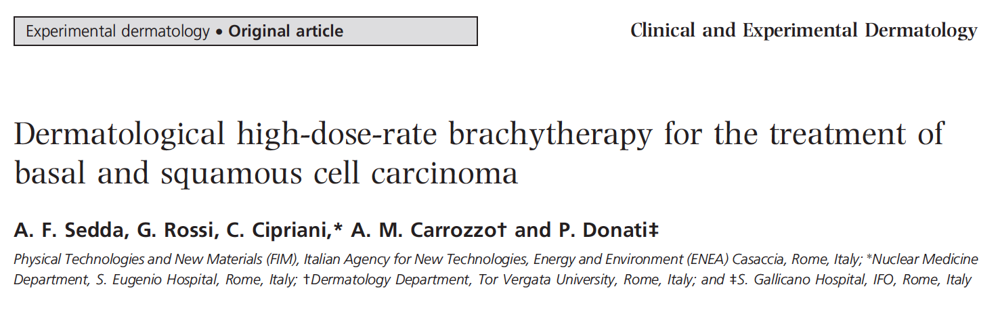 Experimental dermatology • Original article
Clinical and Experimental Dermatology
Dermatological high-dose-rate brachytherapy for the treatment of
basal and squamous cell carcinoma
A. F. Sedda, G. Rossi, C. Cipriani,* A. M. Carrozzo† and P. Donati‡
Physical Technologies and New Materials (FIM), Italian Agency for New Technologies, Energy and Environment (ENEA) Casaccia, Rome, Italy; *Nuclear Medicine
Department, S. Eugenio Hospital, Rome, Italy; †Dermatology Department, Tor Vergata University, Rome, Italy; and ‡S. Gallicano Hospital, IFO, Rome, Italy